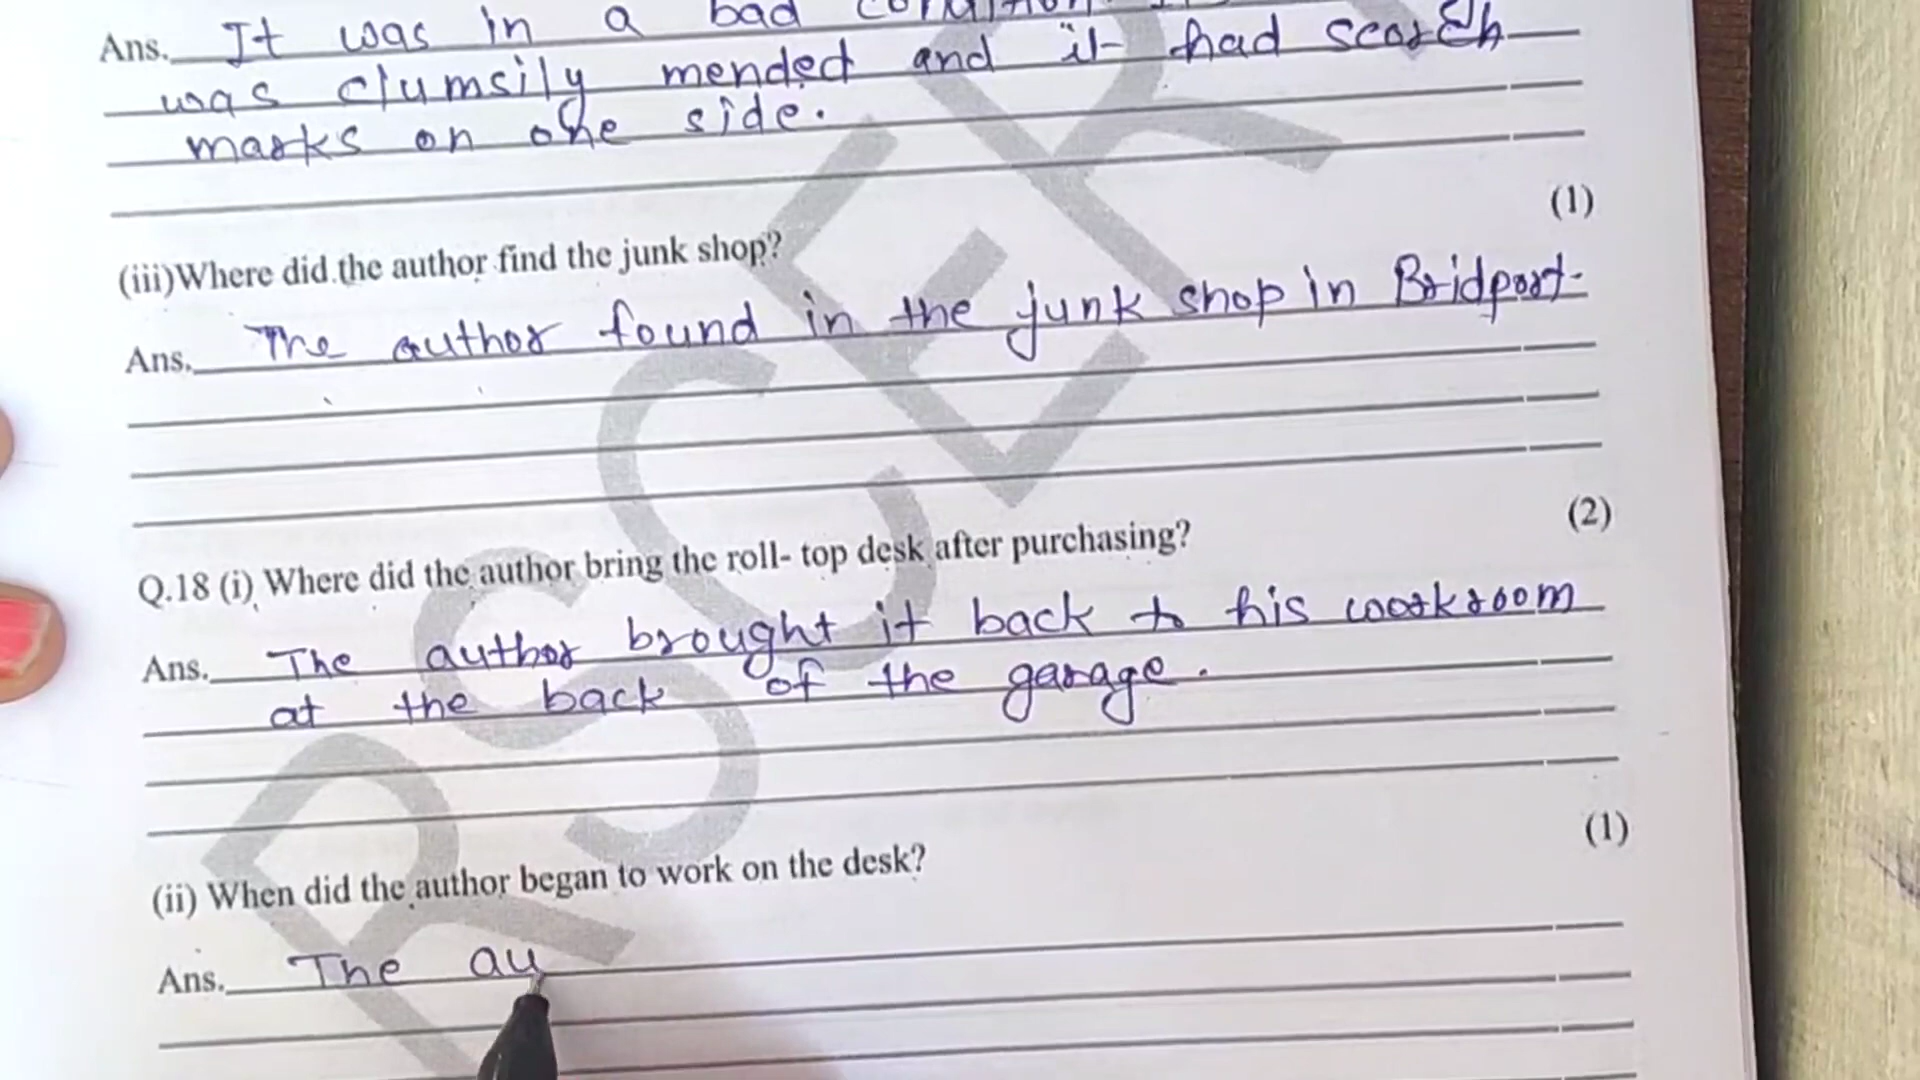 Ans. It was in a bad condition
was clumsily mended and it had scorch
marks on one side.
(1)
(iii)Where did the author find the junk shop?
Ans. The author found in the junk shop in Bridport.
(2)
Q.18 (i) Where did the author bring the roll- top desk after purchasing?
Ans. The author brought it back to his workroom
at the back of the garage.
(1)
(ii) When did the author began to work on the desk?
Ans. The au
RSCERT